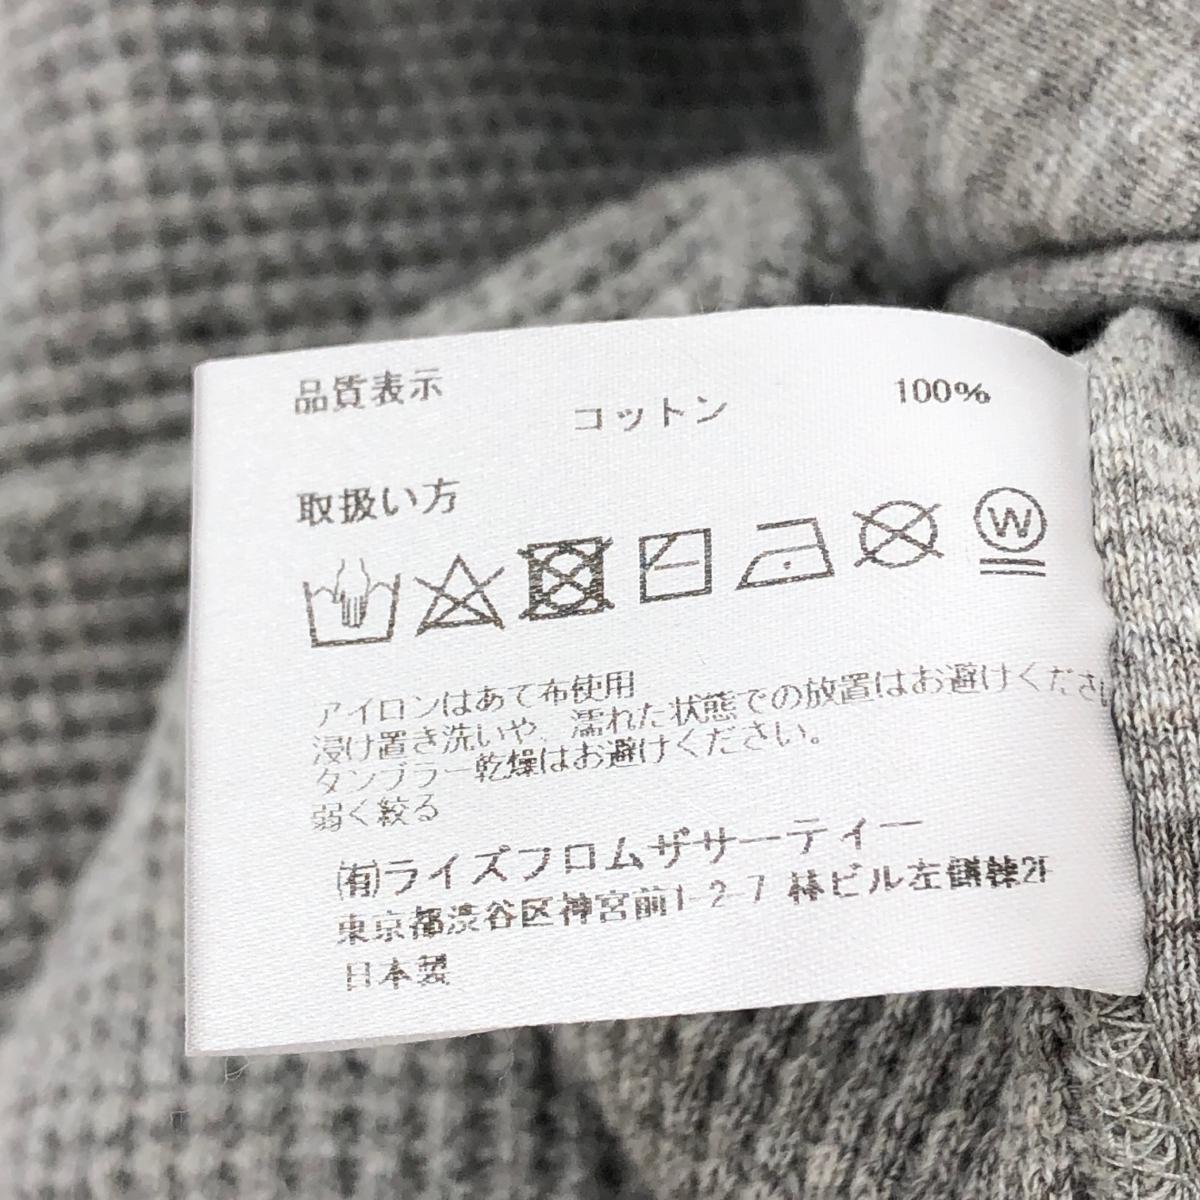 品質表示
コットン 100%
取扱い方
W
アイロンはあて布使用
浸け置き洗いや、濡れた状態での放置はお避けくださ
タンブラー乾燥はお避けください。
弱く絞る
(有)ライズフロムザサーティー
東京都渋谷区神宮前1-2-7 林ビル左側棟2F
日本製